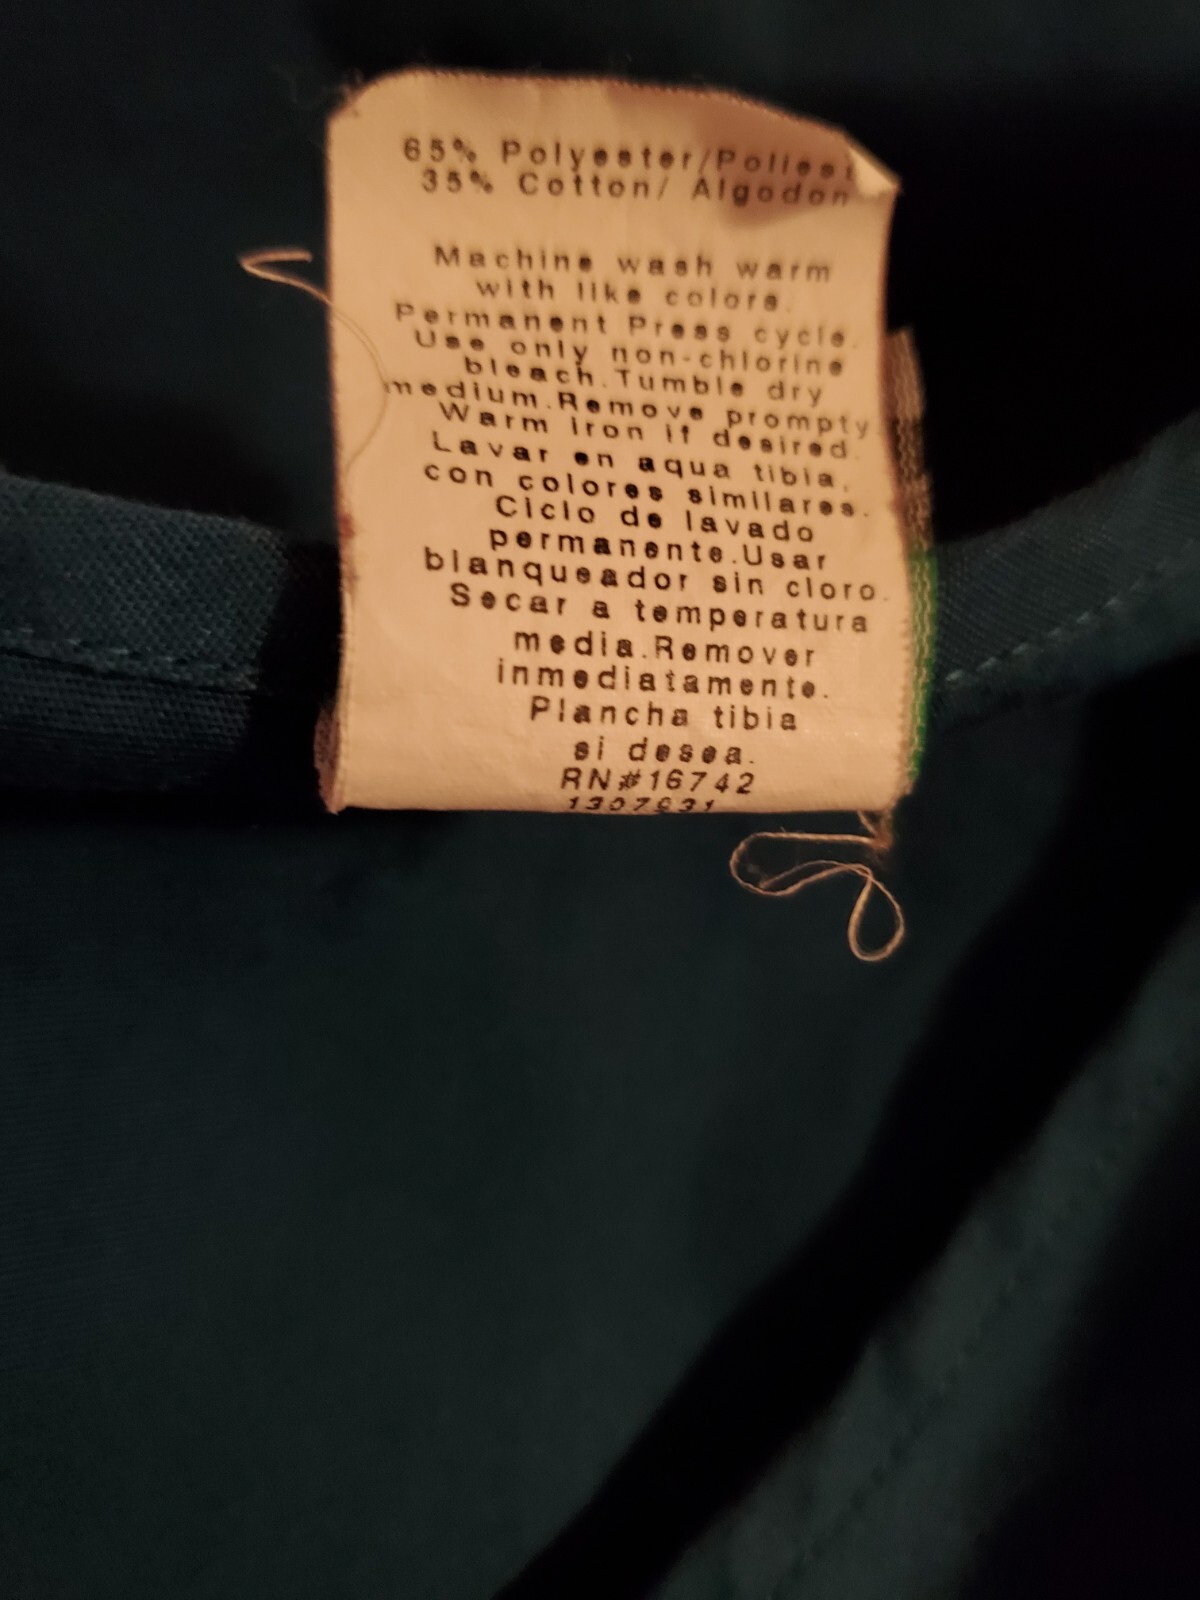 65% Polyester/Poliest
35% Cotton/ Algodon
Machine wash warm
with like colors.
Permanent Press cycle.
Use only non-chlorine
bleach.Tumble dry
medium.Remove prompty.
Warm iron if desired.
Lavar en aqua tibia.
con colores similares.
Ciclo de lavado
permanente.Usar
blanqueador sin cloro.
Secar a temperatura
media.Remover
inmediatamente.
Plancha tibia
si desea.
RN#16742